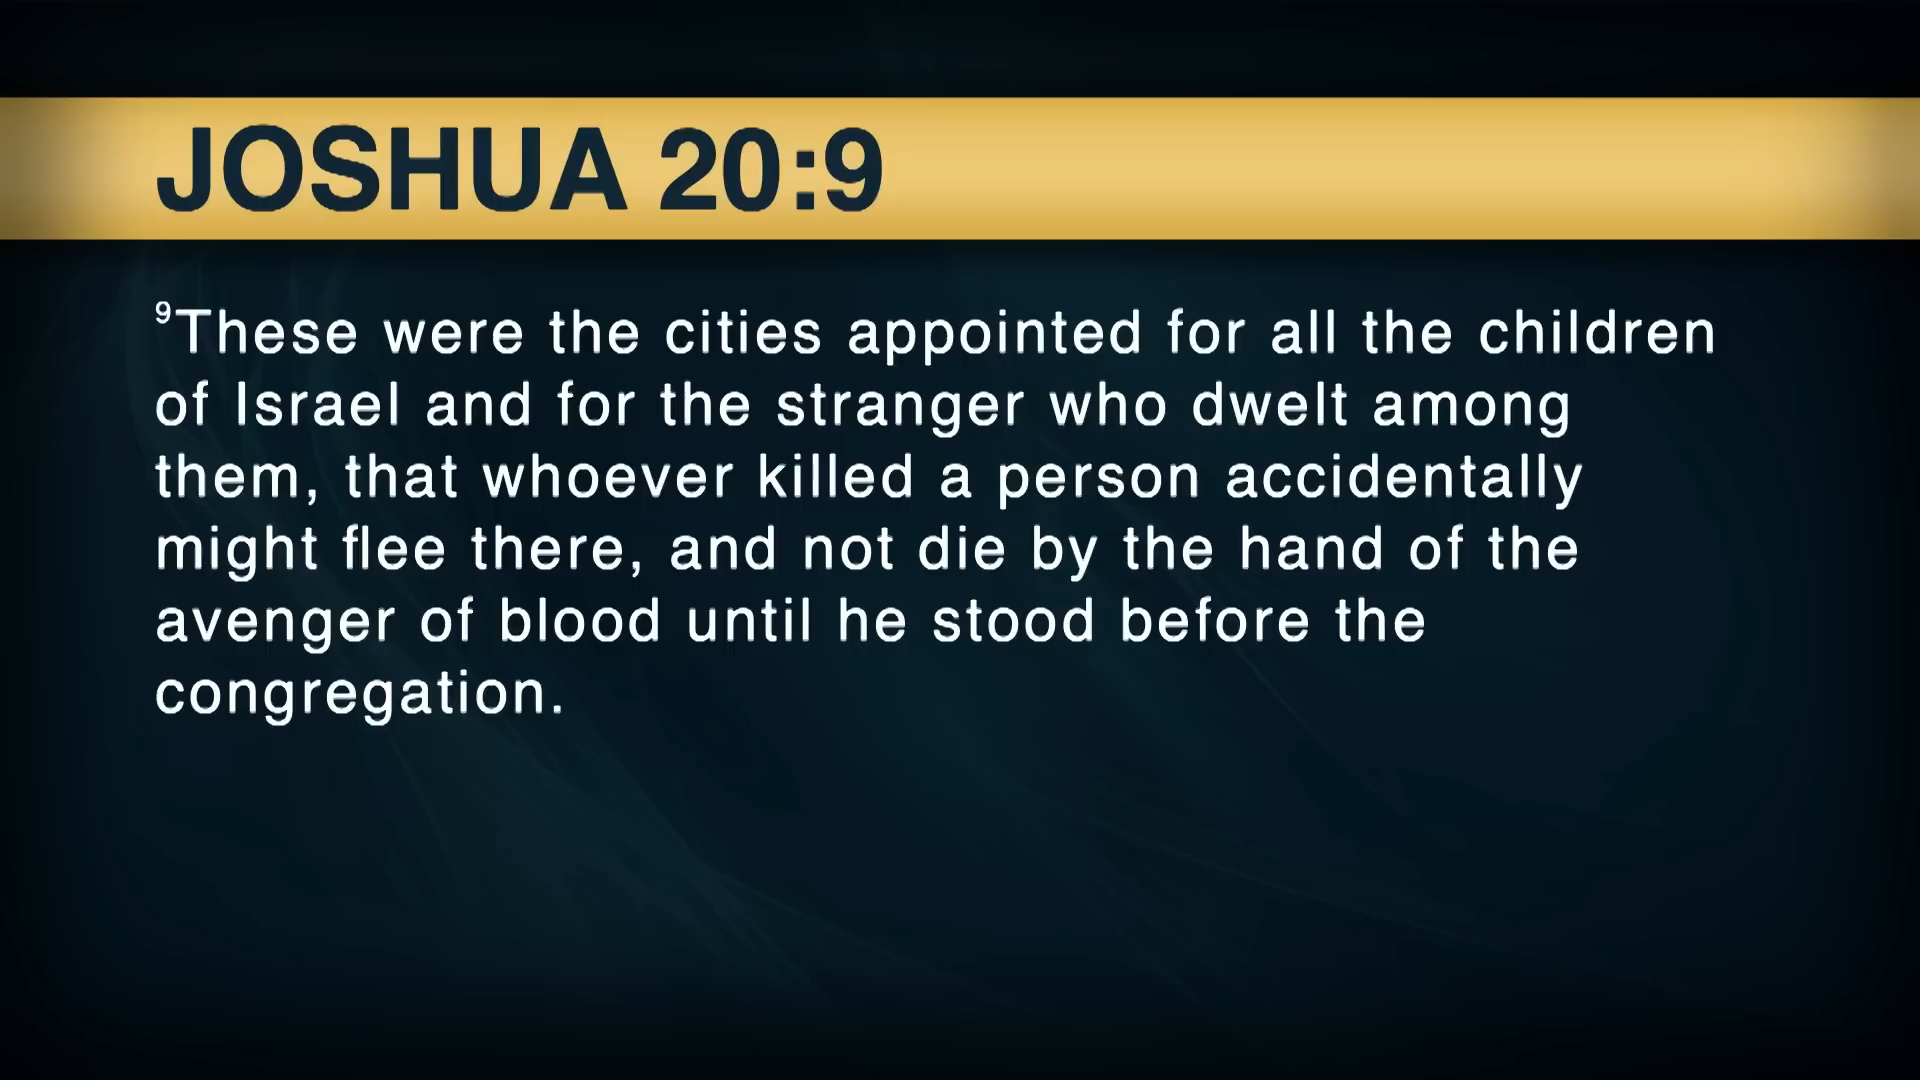 JOSHUA 20:9
⁹These were the cities appointed for all the children
of Israel and for the stranger who dwelt among
them, that whoever killed a person accidentally
might flee there, and not die by the hand of the
avenger of blood until he stood before the
congregation.